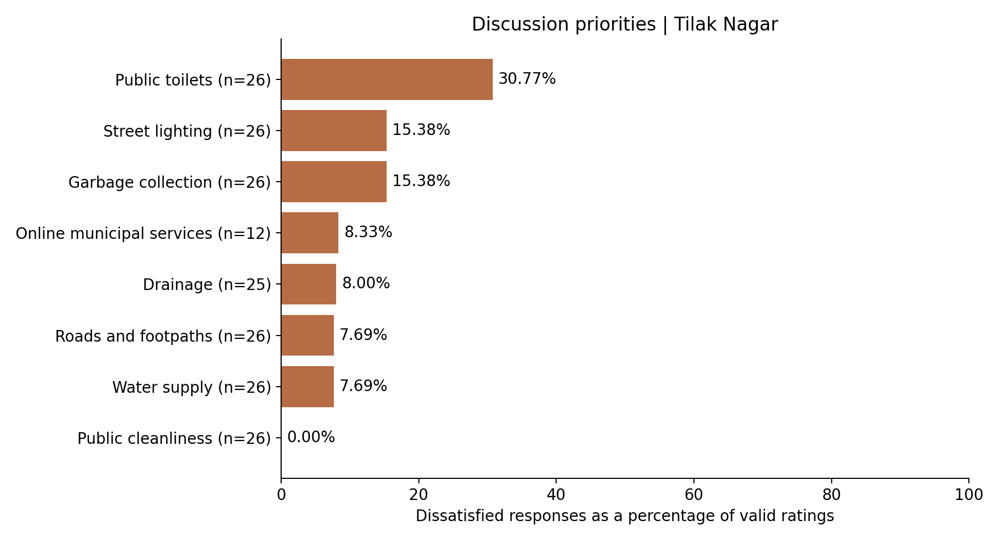 Discussion priorities | Tilak Nagar
Public toilets (n=26) 30.77%
Street lighting (n=26) 15.38%
Garbage collection (n=26) 15.38%
Online municipal services (n=12) 8.33%
Drainage (n=25) 8.00%
Roads and footpaths (n=26) 7.69%
Water supply (n=26) 7.69%
Public cleanliness (n=26) 0.00%
0 20 40 60 80 100
Dissatisfied responses as a percentage of valid ratings